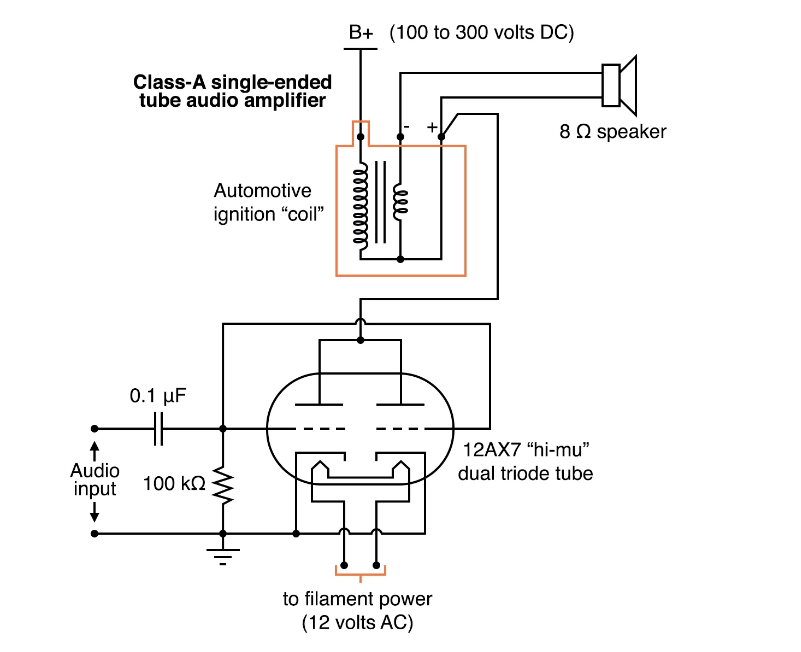 B+ (100 to 300 volts DC)
Class-A single-ended
tube audio amplifier
- +
8 Ω speaker
Automotive
ignition “coil”
0.1 µF
12AX7 “hi-mu”
dual triode tube
Audio
input
100 kΩ
to filament power
(12 volts AC)